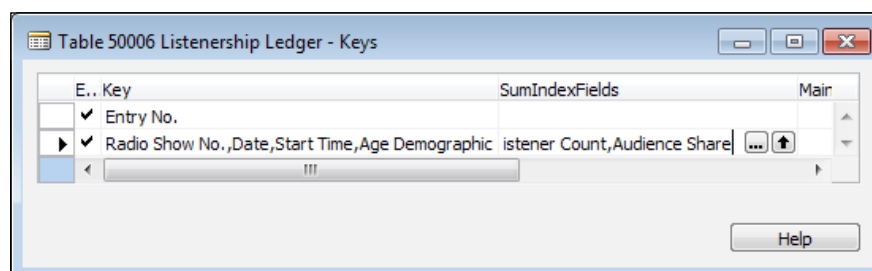 Table 50006 Listenership Ledger - Keys
E.. Key SumIndexFields Mair
Entry No.
Radio Show No.,Date,Start Time,Age Demographic istener Count,Audience Share
Help